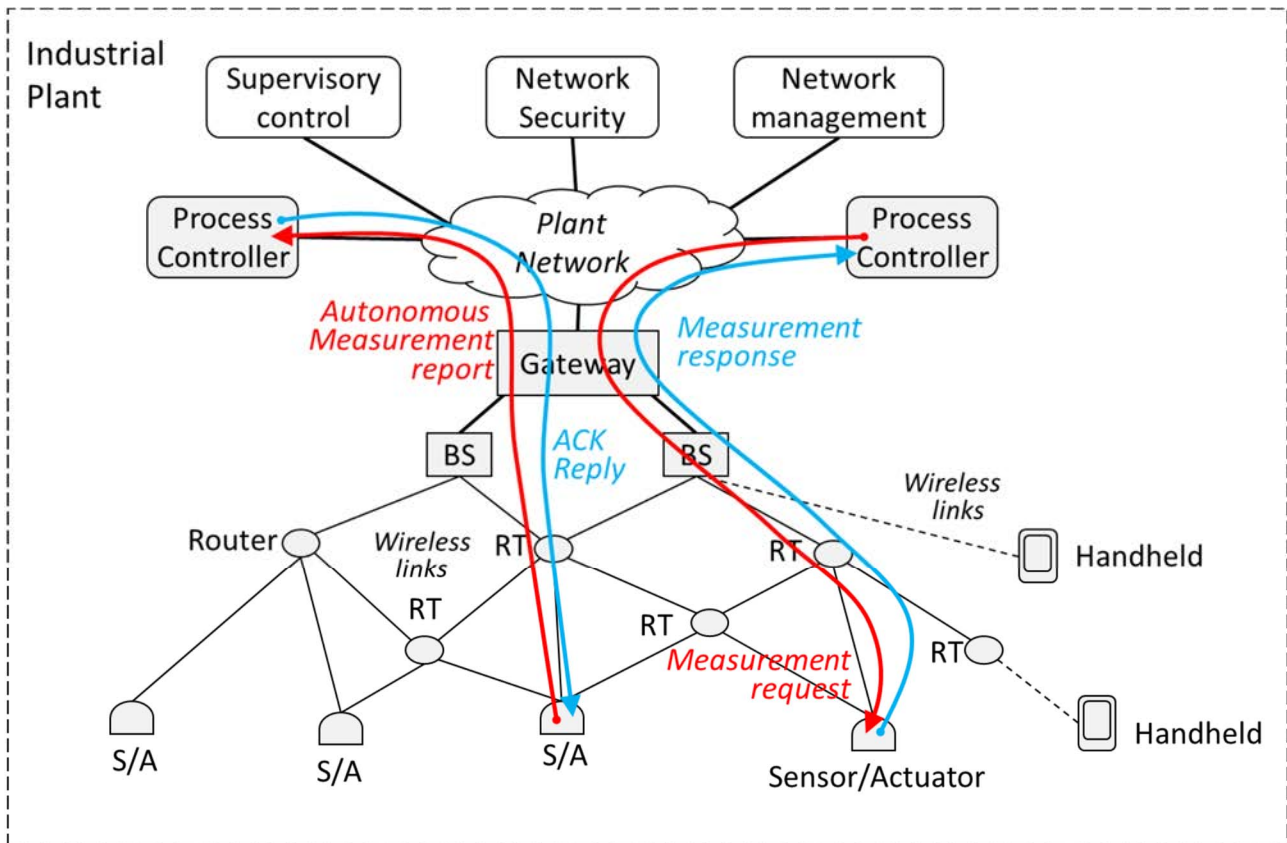 Industrial
Plant
Supervisory
control
Network
Security
Network
management
Process
Controller
Plant
Network
Process
Controller
Autonomous
Measurement
report
Measurement
response
Gateway
BS
ACK
Reply
BS
Wireless
links
Router
Wireless
links
RT
RT
Handheld
RT
RT
RT
Measurement
request
S/A
S/A
S/A
Sensor/Actuator
Handheld